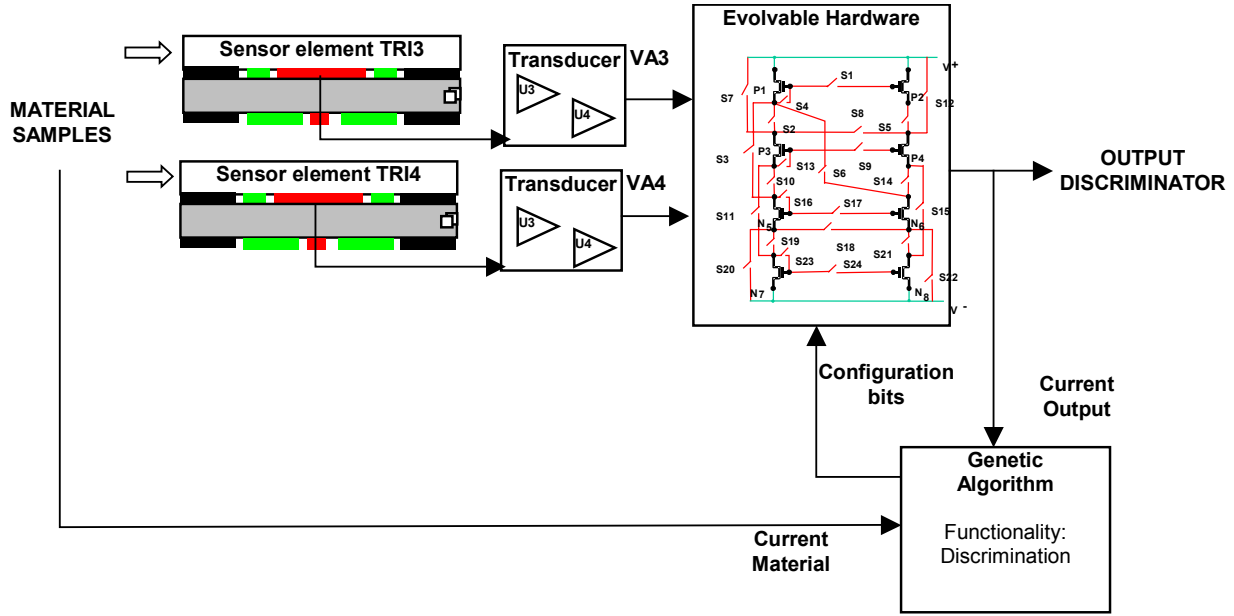 Evolvable Hardware
Sensor element TRI3
Transducer
VA3
U3
U4
MATERIAL
SAMPLES
Sensor element TRI4
Transducer
VA4
U3
U4
V+
S1
P1
P2
S7
S4
S12
S2
S8
S5
S3
P3
P4
S13
S9
S6
S14
S10
S16
S17
S15
S11
N5
N6
S19
S18
S20
S23
S24
S21
S22
N7
N8
V-
OUTPUT
DISCRIMINATOR
Configuration
bits
Current
Output
Genetic
Algorithm
Functionality:
Discrimination
Current
Material